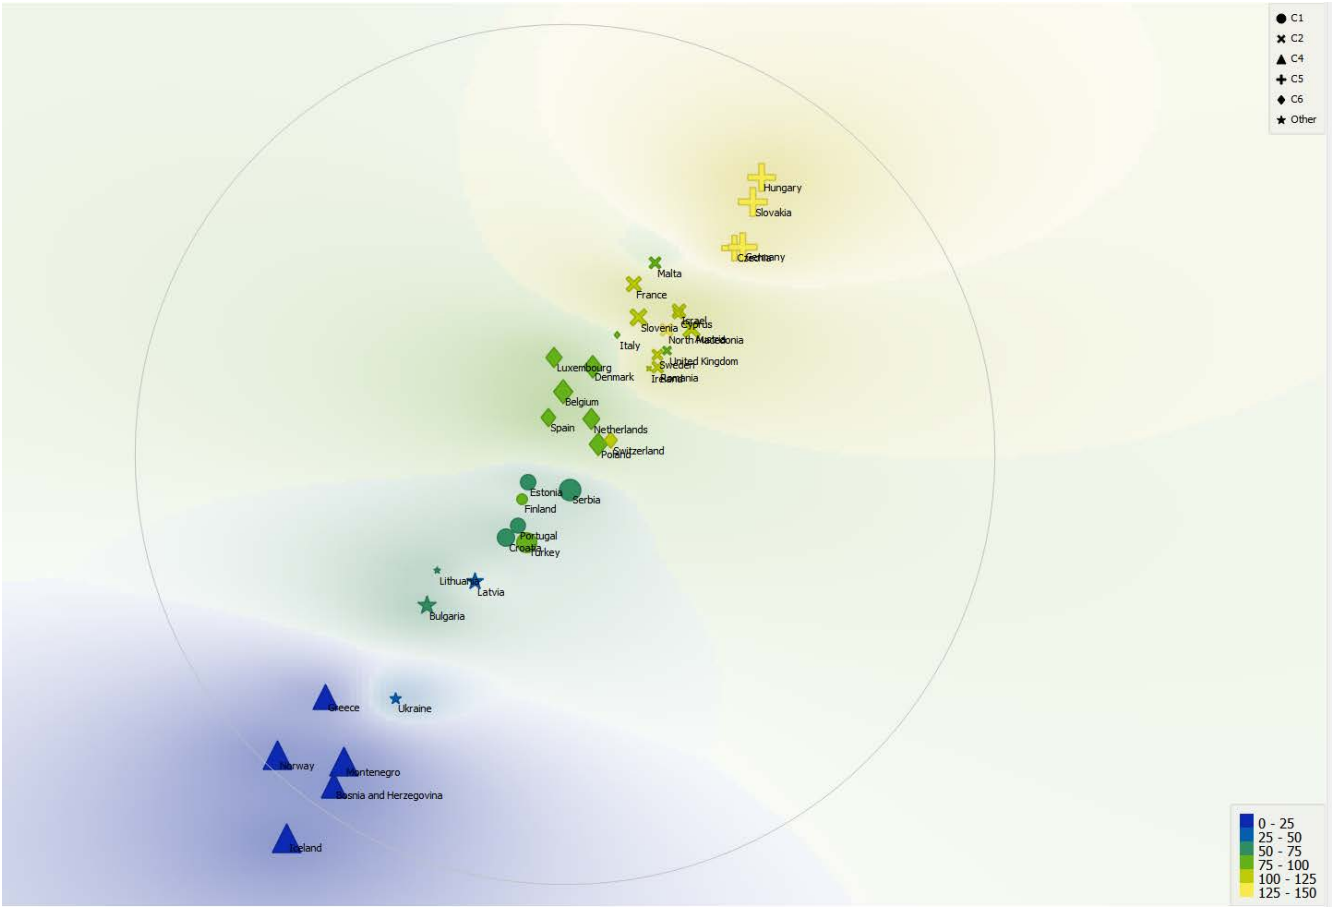 C1
C2
C4
C5
C6
Other
Hungary
Slovakia
Czechia
Germany
Malta
France
Israel
Cyprus
Slovenia
North Macedonia
Austria
Italy
United Kingdom
Sweden
Luxembourg
Denmark
Ireland
Romania
Belgium
Spain
Netherlands
Switzerland
Poland
Estonia
Serbia
Finland
Portugal
Croatia
Turkey
Lithuania
Latvia
Bulgaria
Greece
Ukraine
Norway
Montenegro
Bosnia and Herzegovina
Iceland
0 - 25
25 - 50
50 - 75
75 - 100
100 - 125
125 - 150